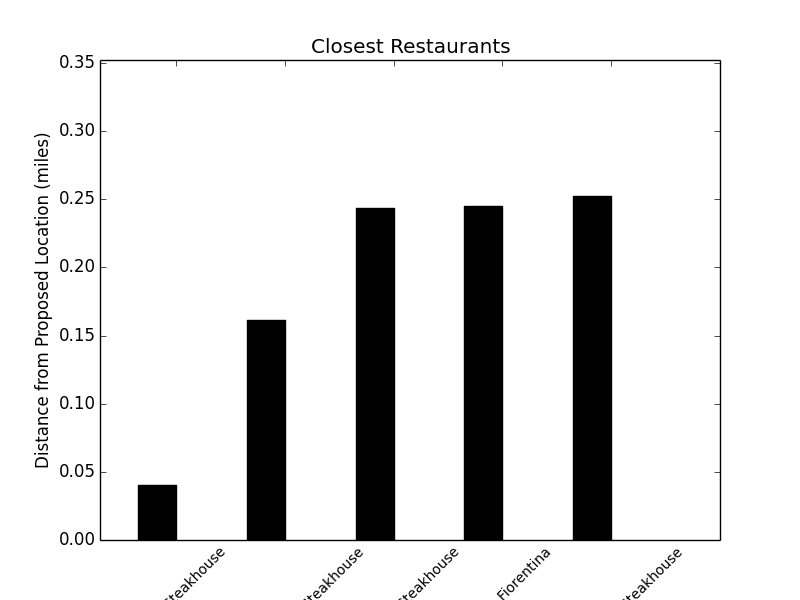 Closest Restaurants
Distance from Proposed Location (miles)
0.35
0.30
0.25
0.20
0.15
0.10
0.05
0.00
Steakhouse
Steakhouse
Steakhouse
Fiorentina
Steakhouse